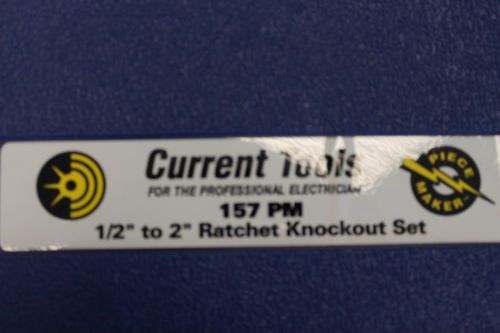 Current Tools
FOR THE PROFESSIONAL ELECTRICIAN
157 PM
1/2" to 2" Ratchet Knockout Set
PIECE
MAKER